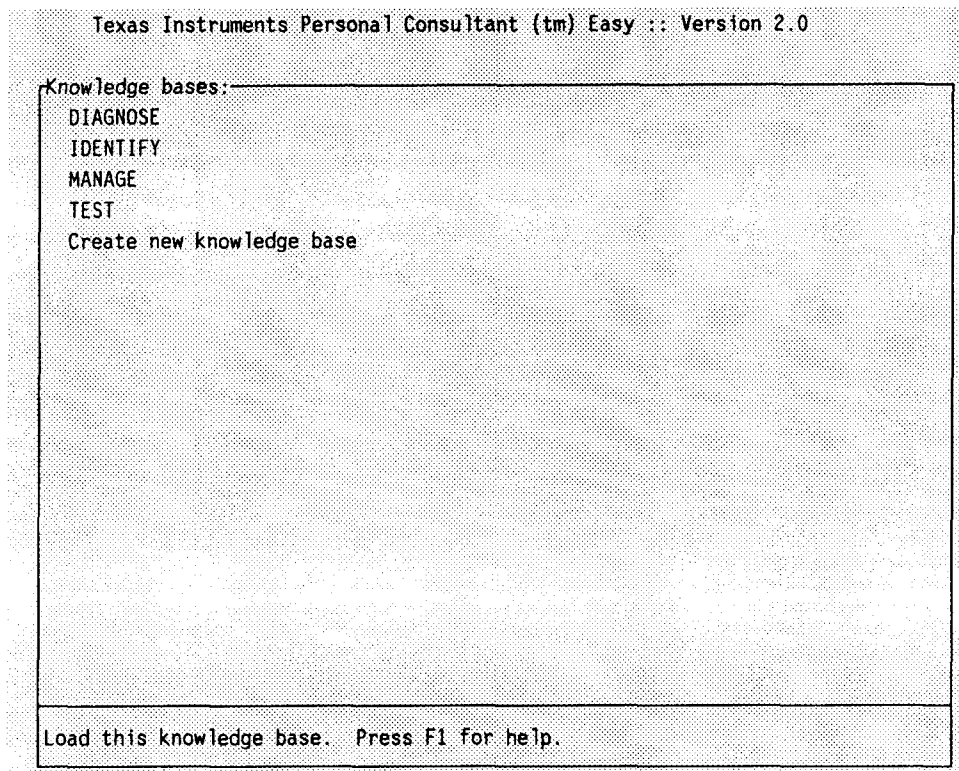 Texas Instruments Personal Consultant (tm) Easy :: Version 2.0
Knowledge bases:
DIAGNOSE
IDENTIFY
MANAGE
TEST
Create new knowledge base
Load this knowledge base. Press F1 for help.